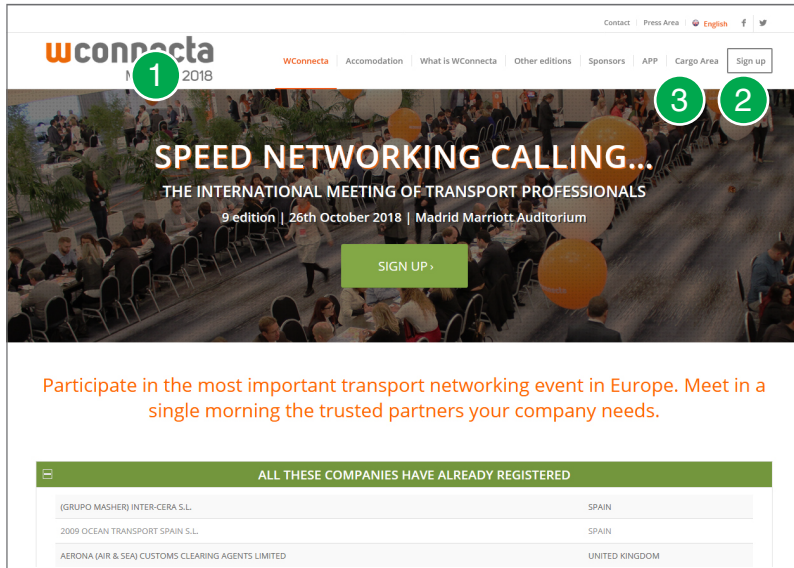 Contact Press Area English
wconnecta
2018
WConnecta Accomodation What is WConnecta Other editions Sponsors APP Cargo Area Sign up
1
3
2
SPEED NETWORKING CALLING...
THE INTERNATIONAL MEETING OF TRANSPORT PROFESSIONALS
9 edition | 26th October 2018 | Madrid Marriott Auditorium
SIGN UP ›
Participate in the most important transport networking event in Europe. Meet in a
single morning the trusted partners your company needs.
ALL THESE COMPANIES HAVE ALREADY REGISTERED
(GRUPO MASHER) INTER-CERA S.L. SPAIN
2009 OCEAN TRANSPORT SPAIN S.L. SPAIN
AERONA (AIR & SEA) CUSTOMS CLEARING AGENTS LIMITED UNITED KINGDOM